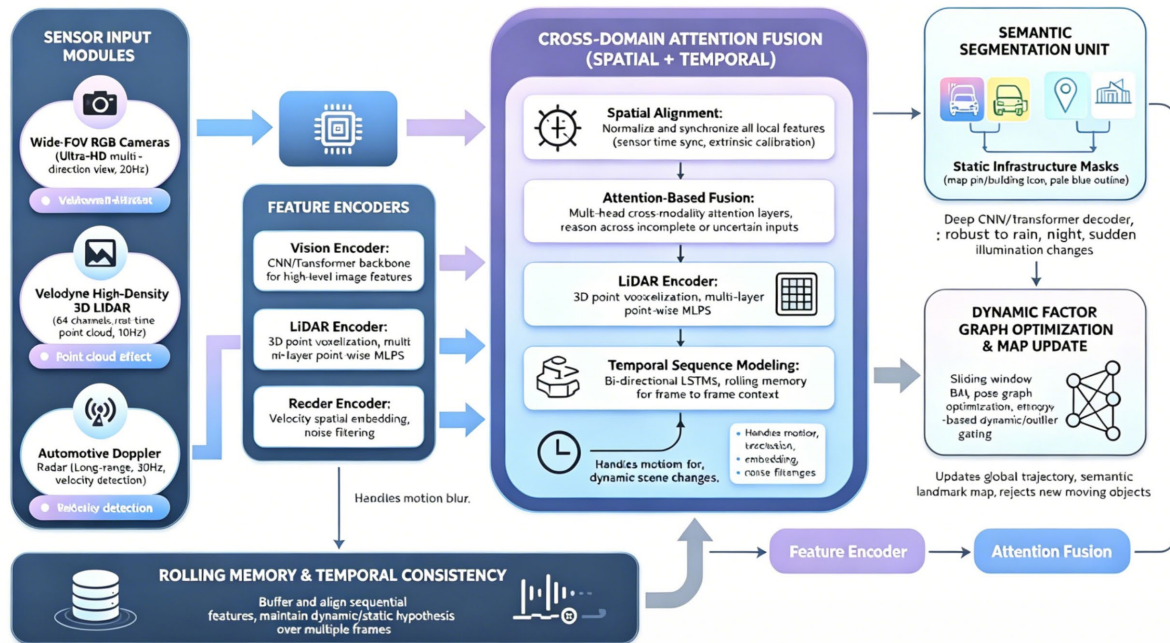 SENSOR INPUT
MODULES
Wide-FOV RGB Cameras
(Ultra-HD multi -
direction view, 20Hz)
Velodyne High-Density
3D LIDAR
(64 channels, real-time
point cloud, 10Hz)
Point cloud effect
Automotive Doppler
Radar (Long-range, 30Hz,
velocity detection)
detection
FEATURE ENCODERS
Vision Encoder:
CNN/Transformer backbone
for high-level image features
LiDAR Encoder:
3D point voxelization, multi
m-layer point-wise MLPS
Recder Encoder:
Velocity spatial embedding,
noise filtering
Handles motion blur.
CROSS-DOMAIN ATTENTION FUSION
(SPATIAL + TEMPORAL)
Spatial Alignment:
Normalize and synchronize all local features
(sensor time sync, extrinsic calibration)
Attention-Based Fusion:
Multi-head cross-modality attention layers,
reason across incomplete or uncertain inputs
LiDAR Encoder:
3D point voxelization, multi-layer
point-wise MLPS
Temporal Sequence Modeling:
Bi-directional LSTMs, rolling memory
for frame to frame context
Handles motiom for,
dynamic scene changes.
• Handles motior,
• embedding,
• noise
SEMANTIC
SEGMENTATION UNIT
Static Infrastructure Masks
(map pin/building icon, pale blue outline)
Deep CNN/Transformer decoder,
: robust to rain, night, sudden
illumination changes
DYNAMIC FACTOR
GRAPH OPTIMIZATION
& MAP UPDATE
Sliding window
pose graph
optimization,
-based dynamic/outler
gating
Updates global trajectory, semantic
landmark map, rejects new moving objects
Feature Encoder
Attention Fusion
ROLLING MEMORY & TEMPORAL CONSISTENCY
Buffer and align sequential
features, maintain dynamic/static hypothesis
over multiple frames